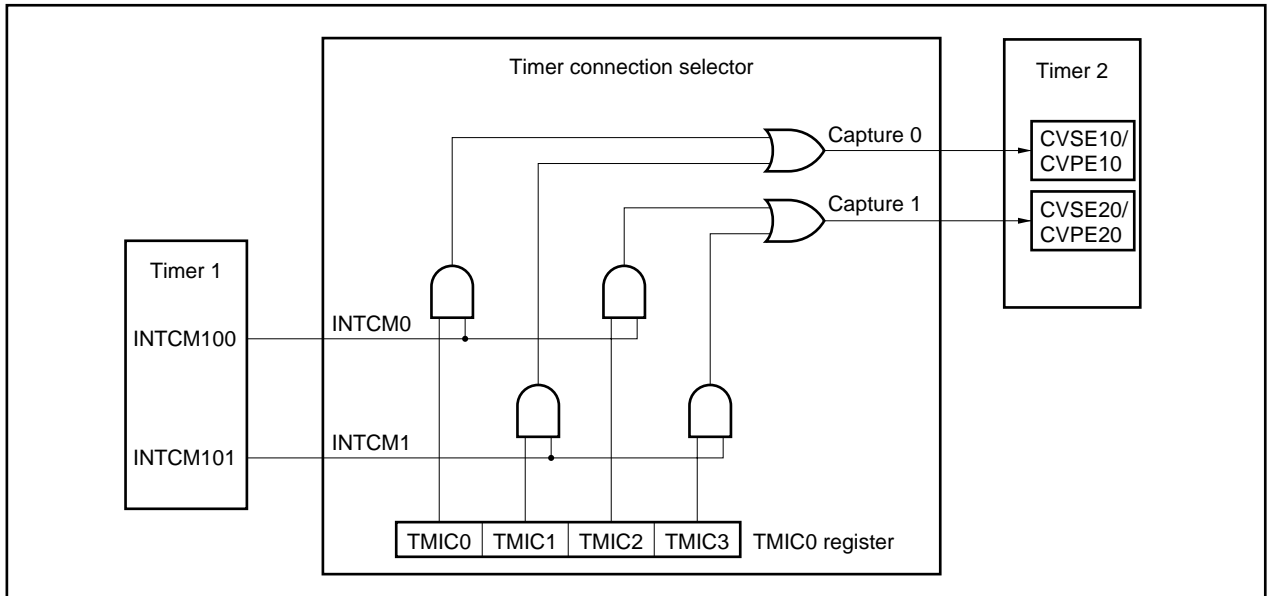 Timer connection selector
Timer 2
Capture 0
CVSE10/
CVPE10
Capture 1
CVSE20/
CVPE20
Timer 1
INTCM100
INTCM0
INTCM101
INTCM1
TMIC0 TMIC1 TMIC2 TMIC3 TMIC0 register